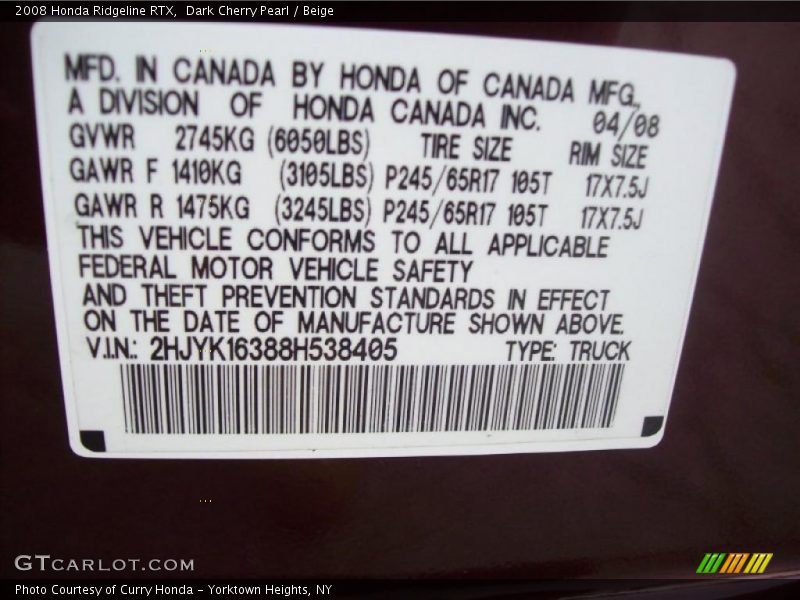 2008 Honda Ridgeline RTX,  Dark Cherry Pearl / Beige
MFD. IN CANADA BY HONDA OF CANADA MFG.,
A DIVISION OF HONDA CANADA INC. 04/08
GVWR 2745KG (6050LBS) TIRE SIZE RIM SIZE
GAWR F 1410KG (3105LBS) P245/65R17 105T 17X7.5J
GAWR R 1475KG (3245LBS) P245/65R17 105T 17X7.5J
THIS VEHICLE CONFORMS TO ALL APPLICABLE
FEDERAL MOTOR VEHICLE SAFETY
AND THEFT PREVENTION STANDARDS IN EFFECT
ON THE DATE OF MANUFACTURE SHOWN ABOVE.
V.I.N.: 2HJYK16388H538405 TYPE: TRUCK
GTCARLOT.COM
Photo Courtesy of Curry Honda - Yorktown Heights, NY